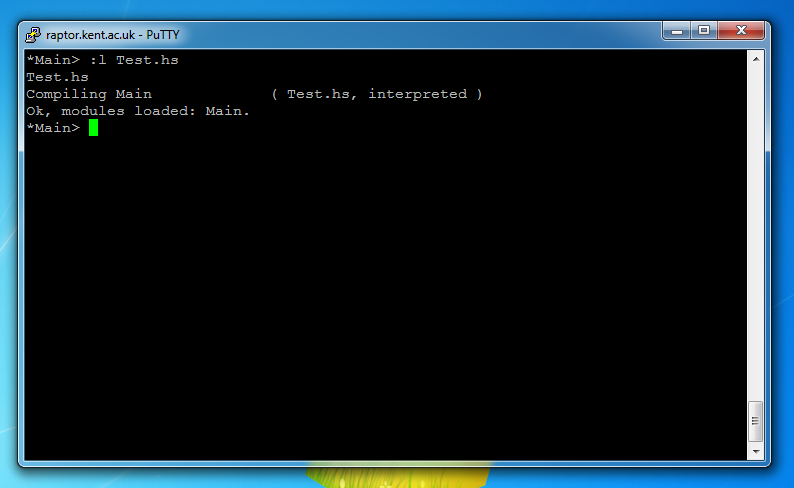 raptor.kent.ac.uk - PuTTY
*Main> :l Test.hs
Test.hs
Compiling Main             ( Test.hs, interpreted )
Ok, modules loaded: Main.
*Main>